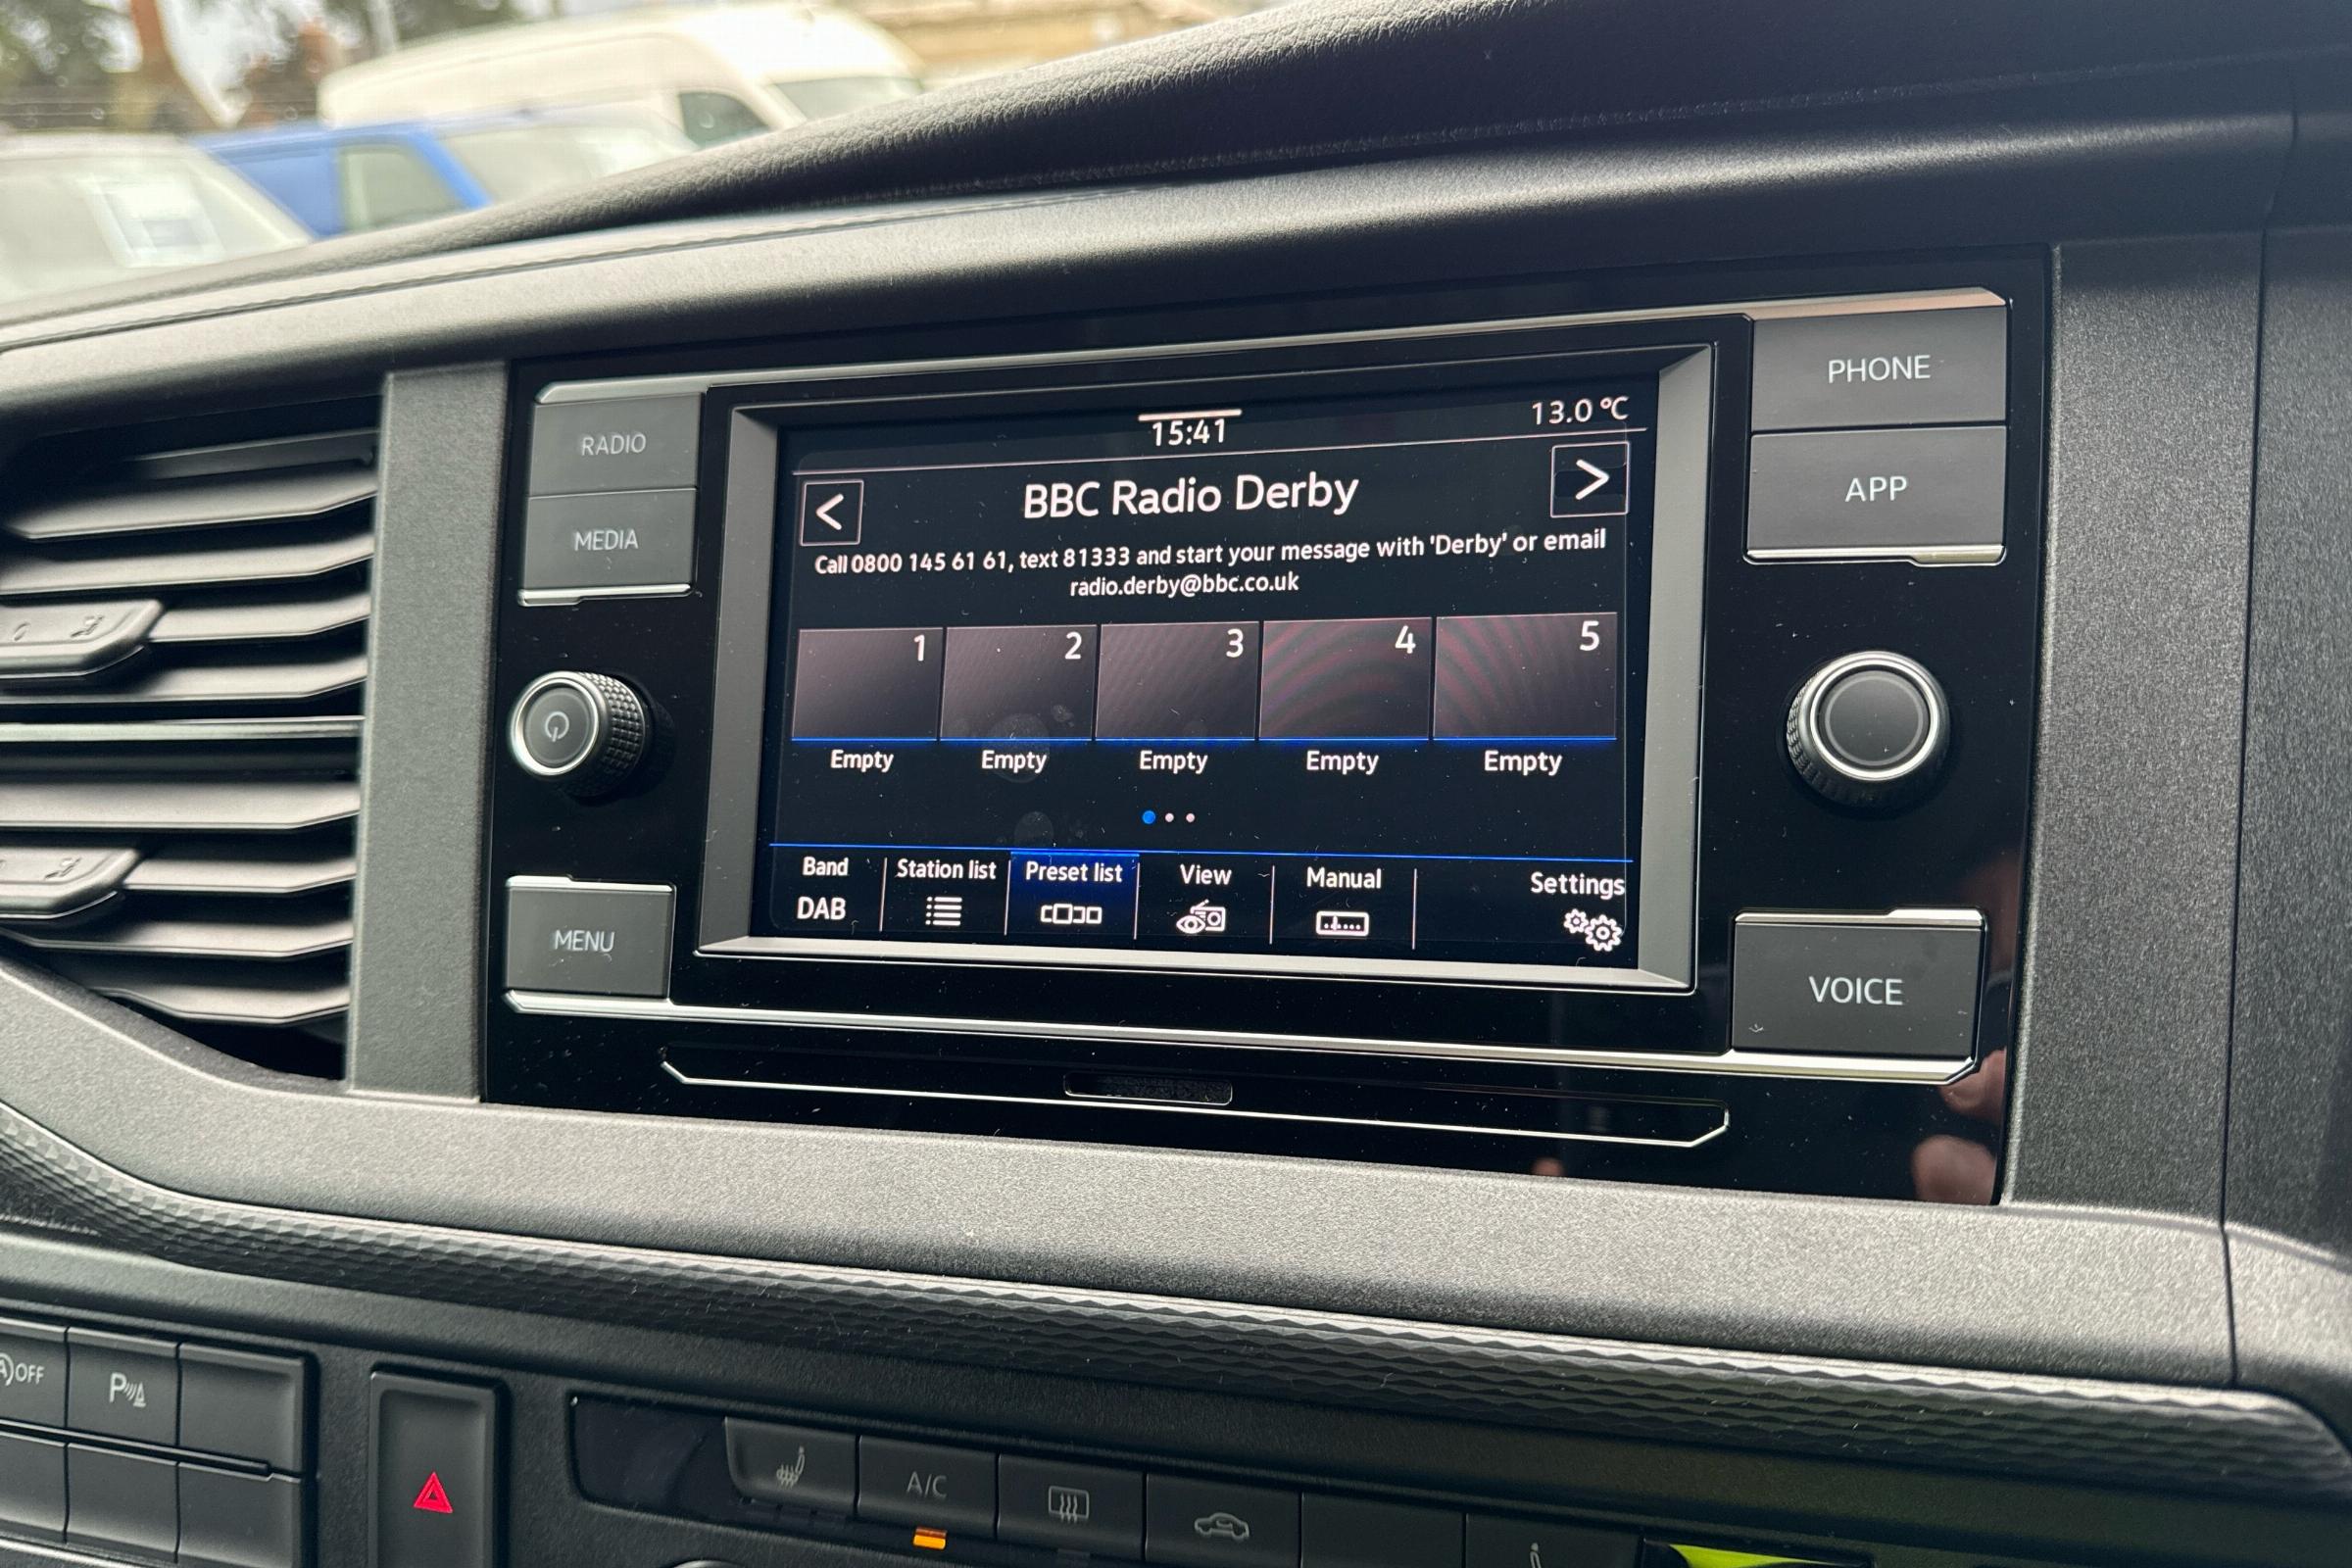 RADIO
MEDIA
MENU
15:41
13.0 °C
< BBC Radio Derby >
Call 0800 145 61 61, text 81333 and start your message with 'Derby' or email
radio.derby@bbc.co.uk
1 2 3 4 5
Empty Empty Empty Empty Empty
Band Station list Preset list View Manual Settings
DAB
PHONE
APP
VOICE
OFF
P
A/C